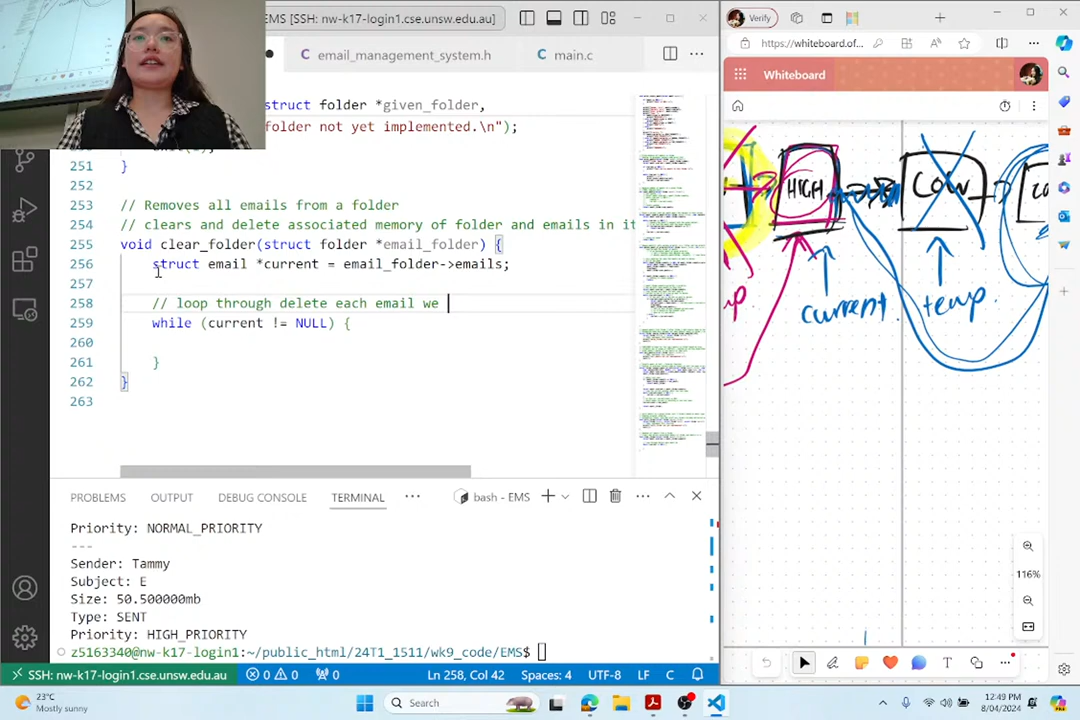 EMS [SSH: nw-k17-login1.cse.unsw.edu.au]
C email_management_system.h
C main.c
struct folder *given_folder,
folder not yet implemented.\n");
251 }
252
253 // Removes all emails from a folder
254 // clears and delete associated memory of folder and emails in it
255 void clear_folder(struct folder *email_folder) {
256 struct email *current = email_folder->emails;
257
258 // loop through delete each email we
259 while (current != NULL) {
260
261 }
262 }
263
PROBLEMS OUTPUT DEBUG CONSOLE TERMINAL ... bash - EMS
Priority: NORMAL_PRIORITY
---
Sender: Tammy
Subject: E
Size: 50.500000mb
Type: SENT
Priority: HIGH_PRIORITY
z5163340@nw-k17-login1:~/public_html/24T1_1511/wk9_code/EMS$
SSH: nw-k17-login1.cse.unsw.edu.au 0 0 0 Ln 258, Col 42 Spaces: 4 UTF-8 LF C
Verify
https://whiteboard.of...
Whiteboard
HIGH
LOW
current
temp.
116%
23°C
Mostly sunny
Search
12:49 PM
8/04/2024